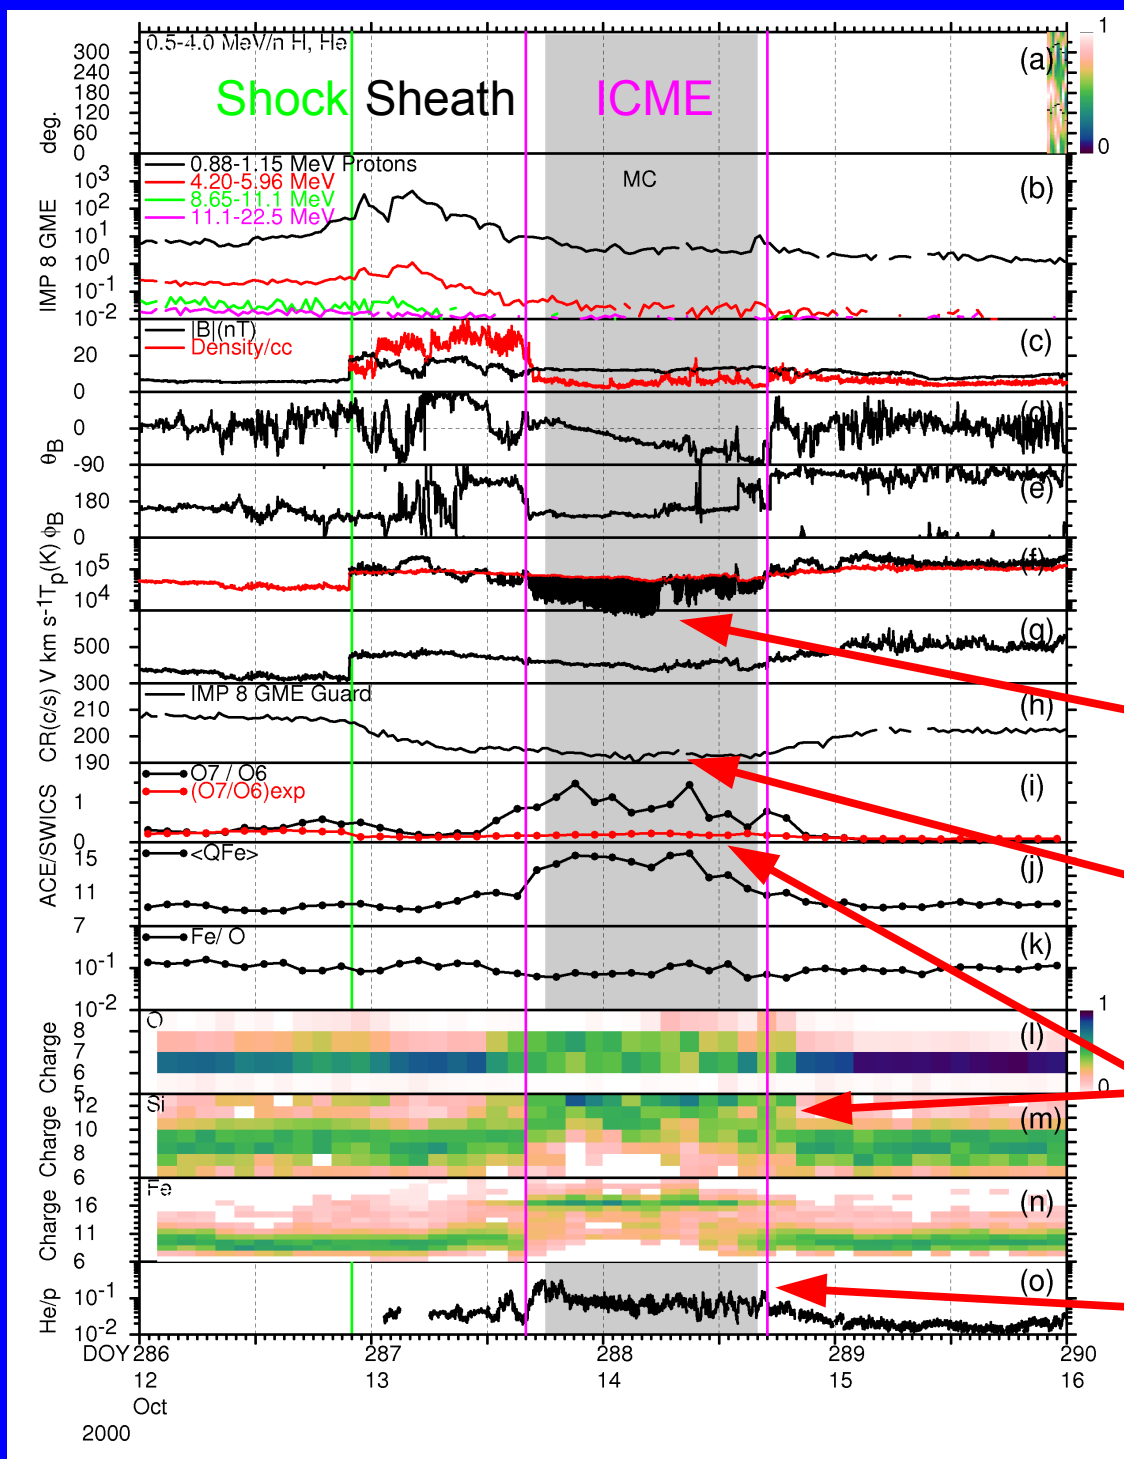 0.5-4.0 MeV/n H, He
(a)
1
300
240
180
120
60
0
deg.
0
Shock Sheath ICME
0.88-1.15 MeV Protons
4.20-5.96 MeV
8.65-11.1 MeV
11.1-22.5 MeV
MC
(b)
10^3
10^2
10^1
10^0
10^-1
10^-2
IMP 8 GME
|B|(nT)
Density/cc
(c)
20
0
(d)
0
-90
θB
(e)
180
0
ϕB
(f)
10^5
10^4
Tp(K)
(g)
500
300
V km s-1
IMP 8 GME Guard
(h)
210
200
190
CR(c/s)
O7 / O6
(O7/O6)exp
(i)
1
0
ACE/SWICS
<QFe>
(j)
15
11
7
Fe/ O
(k)
10^-1
10^-2
O
(l)
1
0
8
7
6
5
Charge
Si
(m)
12
10
8
6
Charge
Fe
(n)
16
11
6
Charge
(o)
10^-1
10^-2
He/p
DOY 286 287 288 289 290
12 13 14 15 16
Oct
2000